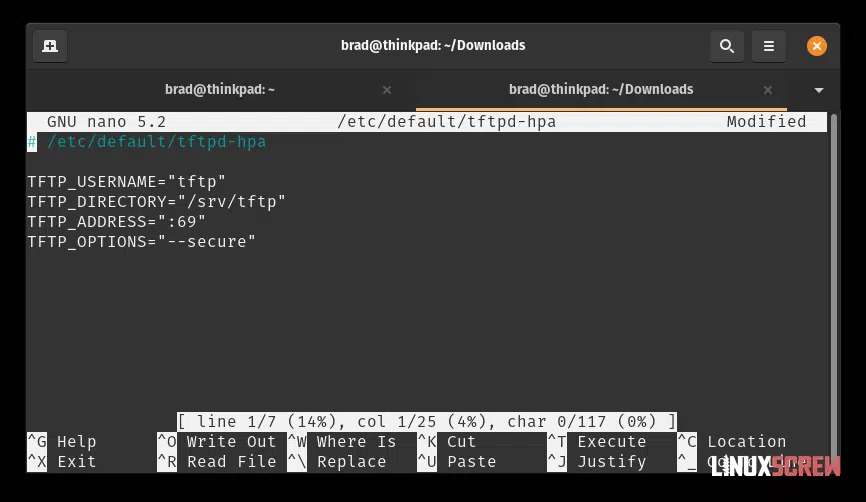 brad@thinkpad: ~/Downloads
brad@thinkpad: ~ × brad@thinkpad: ~/Downloads ×
GNU nano 5.2 /etc/default/tftpd-hpa Modified
# /etc/default/tftpd-hpa
TFTP_USERNAME="tftp"
TFTP_DIRECTORY="/srv/tftp"
TFTP_ADDRESS=":69"
TFTP_OPTIONS="--secure"
[ line 1/7 (14%), col 1/25 (4%), char 0/117 (0%) ]
^G Help ^O Write Out ^W Where Is ^K Cut ^T Execute ^C Location
^X Exit ^R Read File ^\ Replace ^U Paste ^J Justify ^_
LINUXSCREW